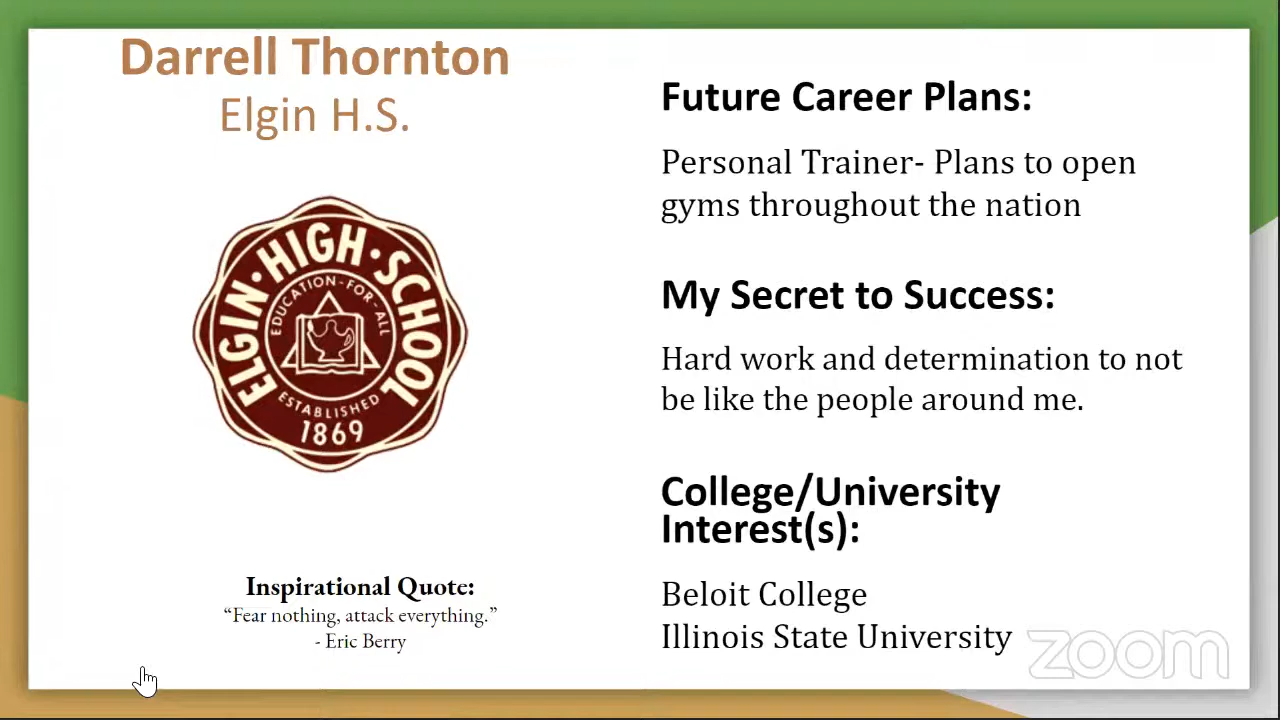 Darrell Thornton
Elgin H.S.
ELGIN · HIGH · SCHOOL
EDUCATION-FOR-ALL
ESTABLISHED
1869
Inspirational Quote:
“Fear nothing, attack everything.”
- Eric Berry
Future Career Plans:
Personal Trainer- Plans to open
gyms throughout the nation
My Secret to Success:
Hard work and determination to not
be like the people around me.
College/University
Interest(s):
Beloit College
Illinois State University
zoom